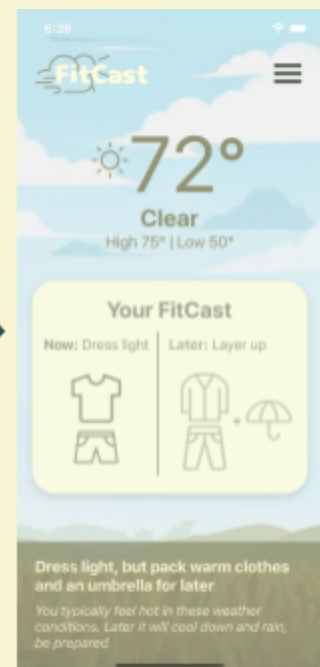 6:39
FitCast
72°
Clear
High 75° | Low 50°
Your FitCast
Now: Dress light
Later: Layer up
+
Dress light, but pack warm clothes
and an umbrella for later
You typically feel hot in these weather
conditions. Later it will cool down and rain,
be prepared.